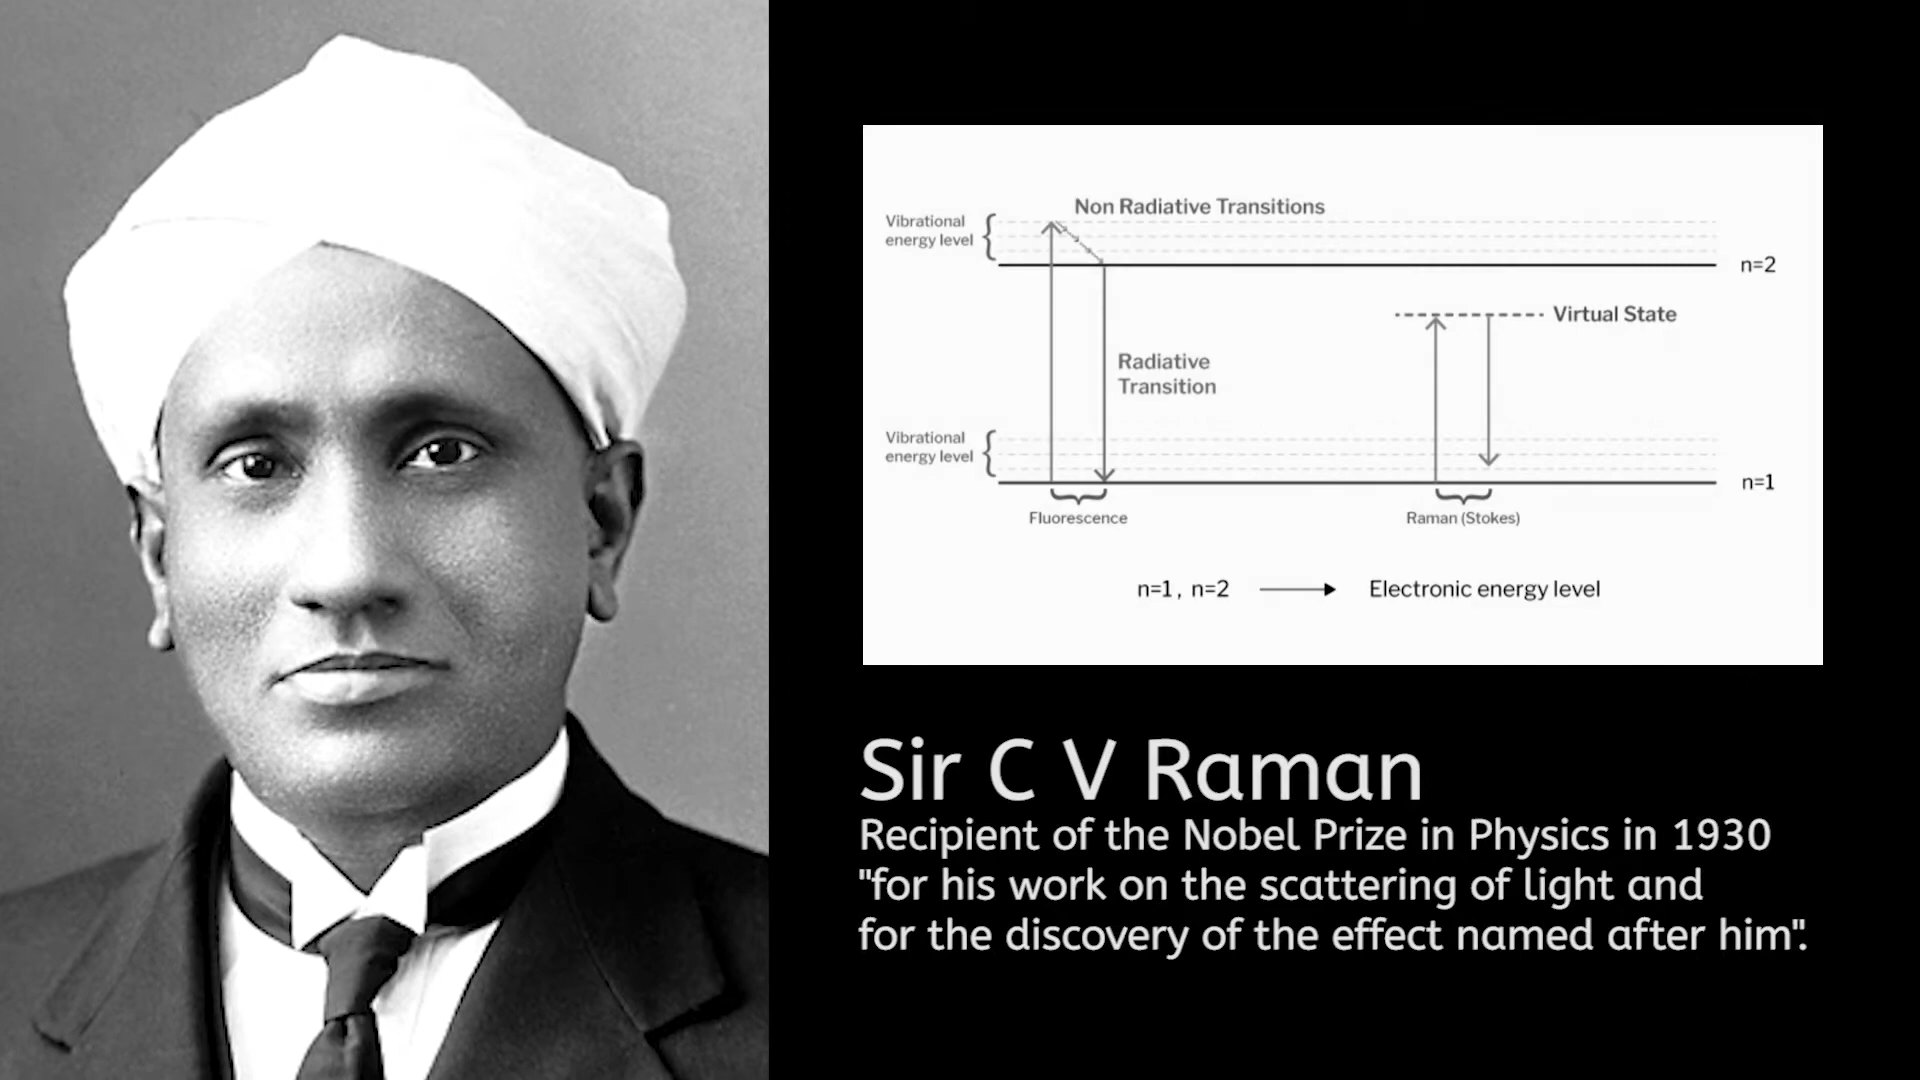 Non Radiative Transitions
Vibrational
energy level
n=2
Virtual State
Radiative
Transition
Vibrational
energy level
n=1
Fluorescence
Raman (Stokes)
n=1, n=2
Electronic energy level
Sir C V Raman
Recipient of the Nobel Prize in Physics in 1930
"for his work on the scattering of light and
for the discovery of the effect named after him".